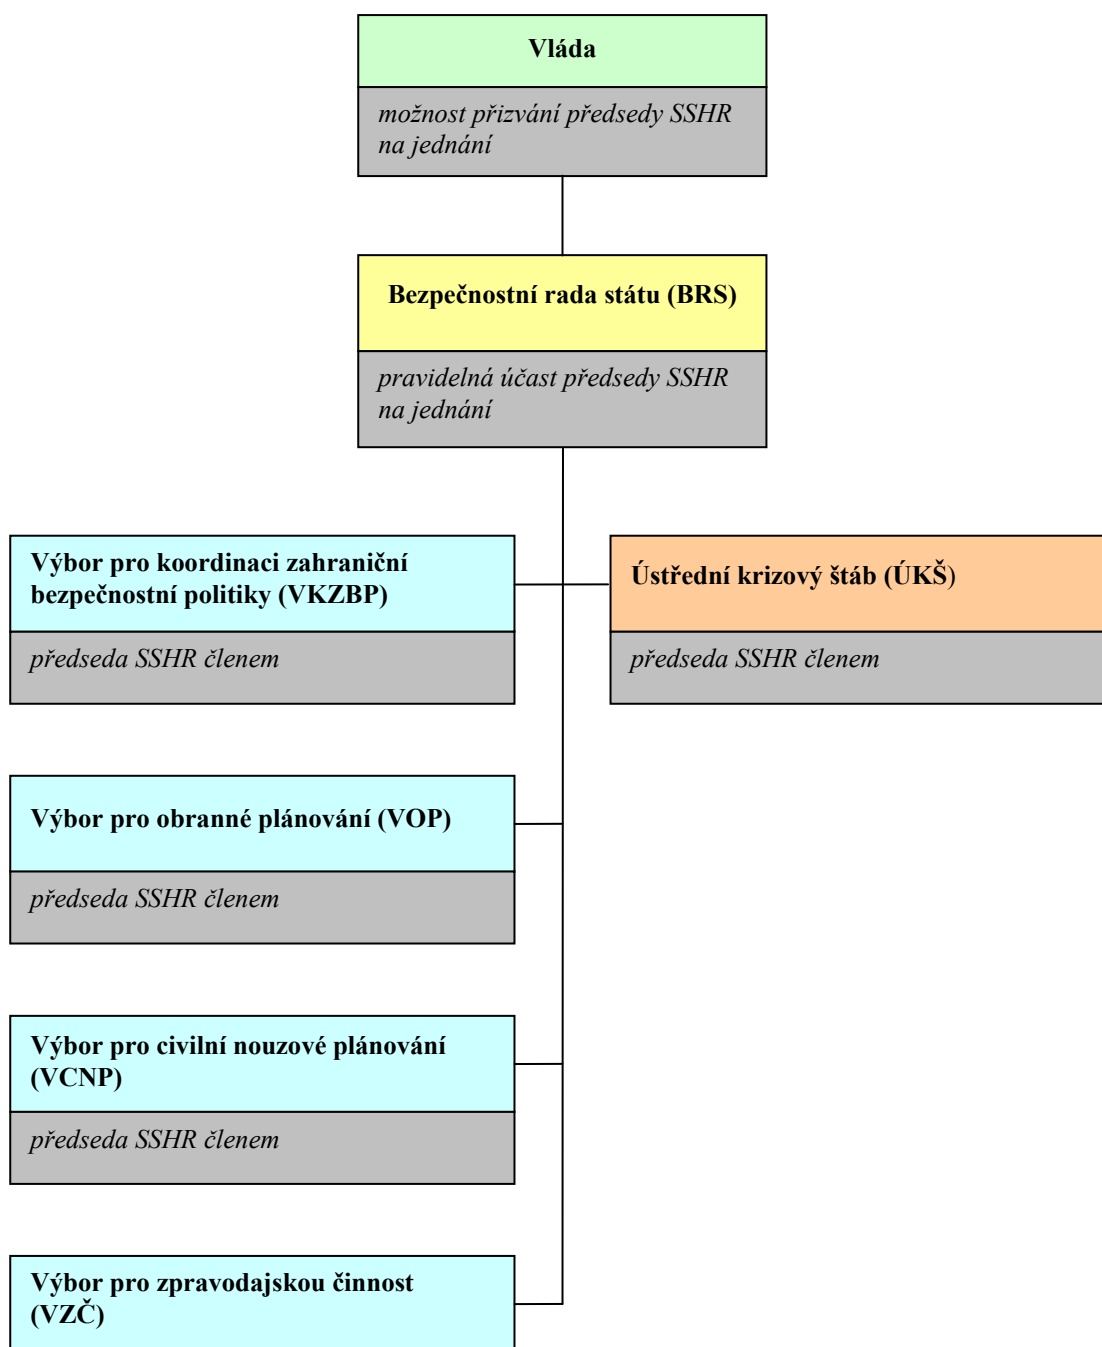 Vláda
možnost přizvání předsedy SSHR
na jednání
Bezpečnostní rada státu (BRS)
pravidelná účast předsedy SSHR
na jednání
Výbor pro koordinaci zahraniční
bezpečnostní politiky (VKZBP)
předseda SSHR členem
Ústřední krizový štáb (ÚKŠ)
předseda SSHR členem
Výbor pro obranné plánování (VOP)
předseda SSHR členem
Výbor pro civilní nouzové plánování
(VCNP)
předseda SSHR členem
Výbor pro zpravodajskou činnost
(VZČ)